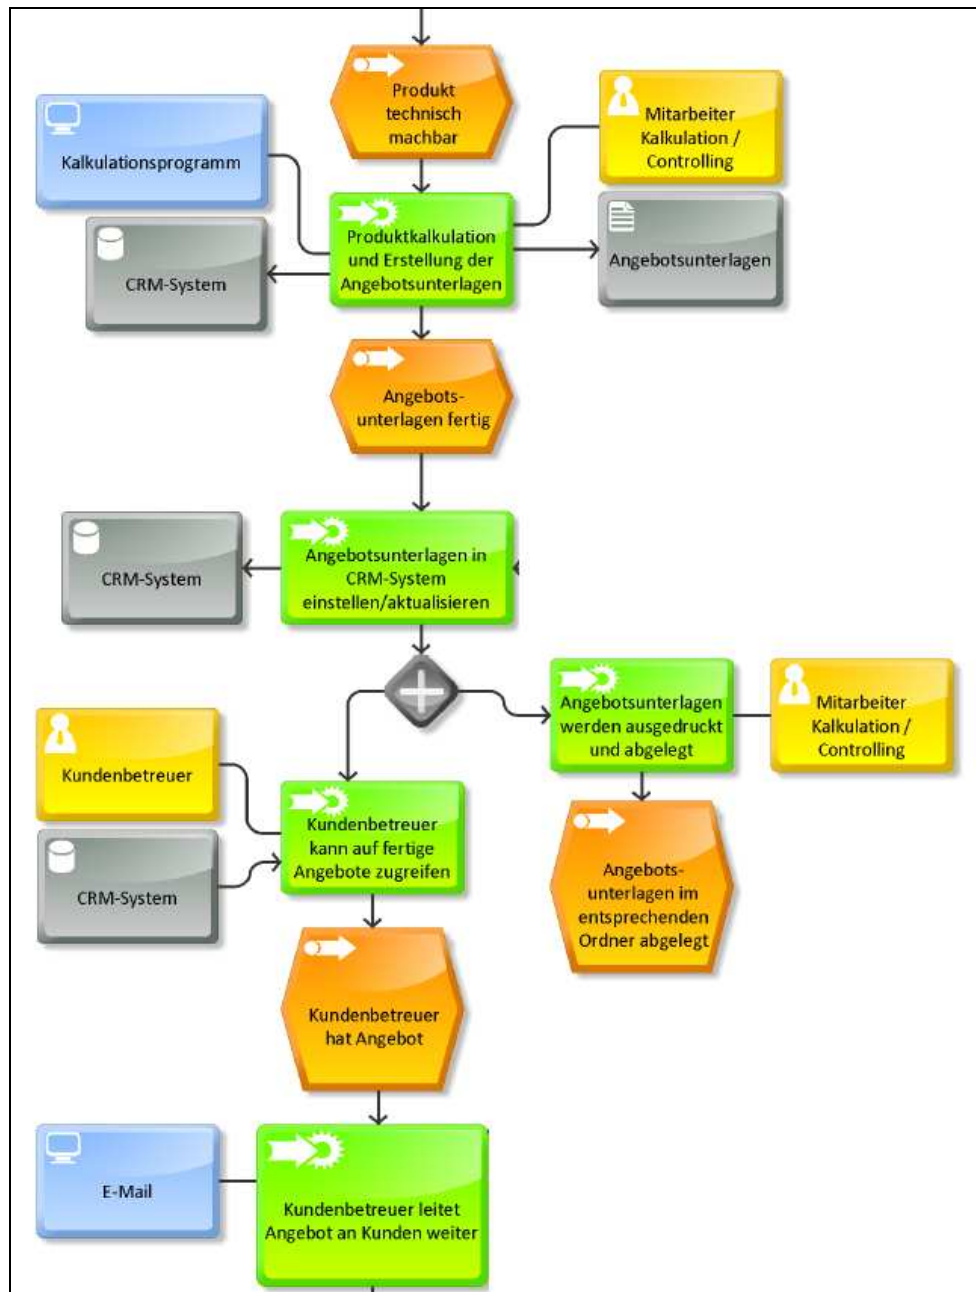 Produkt
technisch
machbar
Kalkulationsprogramm
Mitarbeiter
Kalkulation /
Controlling
Produktkalkulation
und Erstellung der
Angebotsunterlagen
CRM-System
Angebotsunterlagen
Angebots-
unterlagen fertig
Angebotsunterlagen in
CRM-System
einstellen/aktualisieren
CRM-System
Angebotsunterlagen
werden ausgedruckt
und abgelegt
Mitarbeiter
Kalkulation /
Controlling
Kundenbetreuer
Kundenbetreuer
kann auf fertige
Angebote zugreifen
CRM-System
Angebots-
unterlagen im
entsprechenden
Ordner abgelegt
Kundenbetreuer
hat Angebot
E-Mail
Kundenbetreuer leitet
Angebot an Kunden weiter